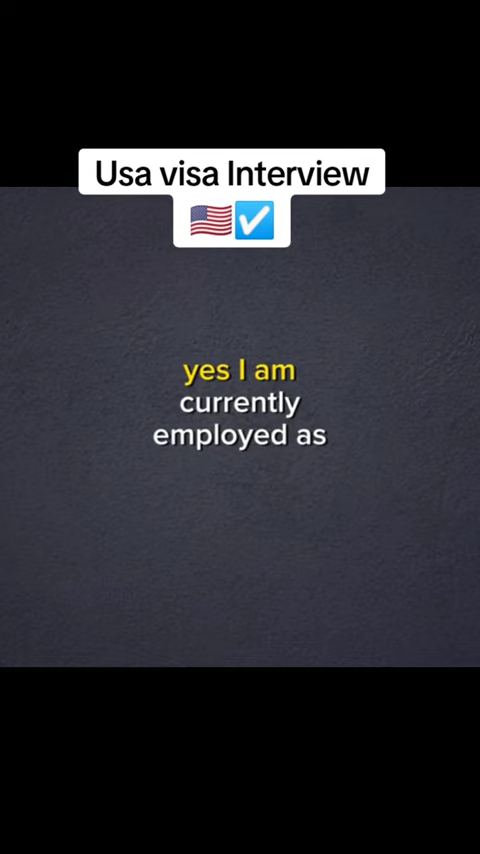 Usa visa Interview
🇺🇸☑️
yes I am
currently
employed as